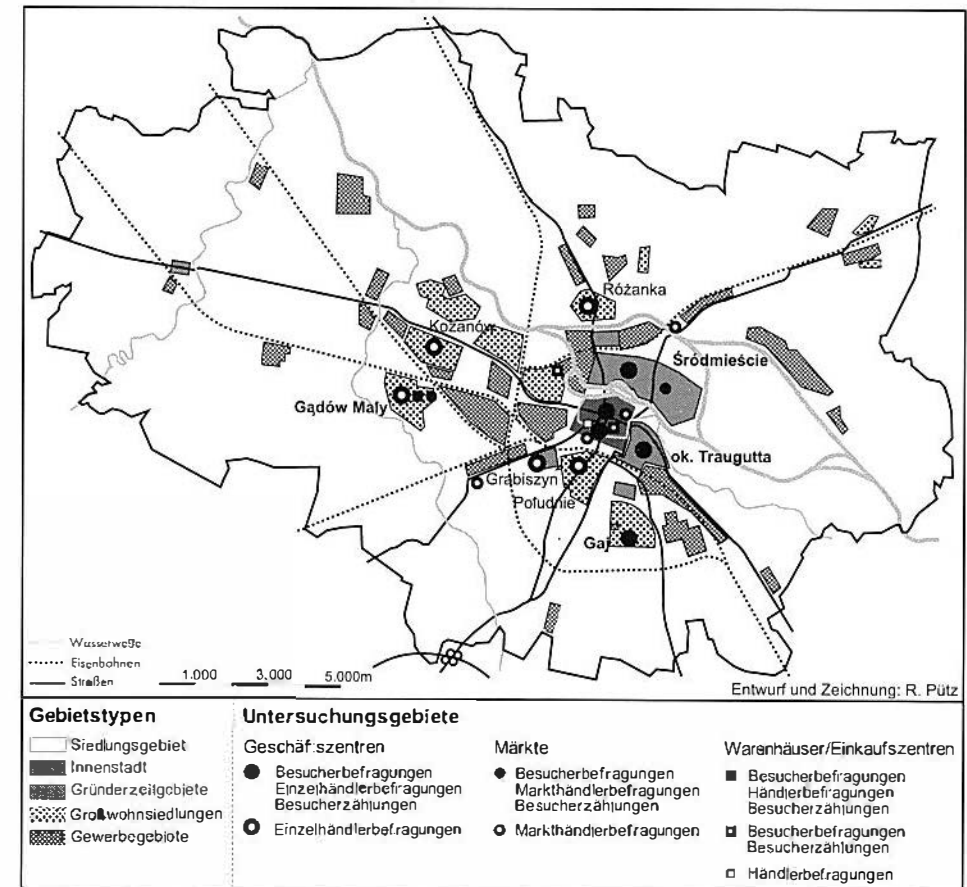 Różanka
Kozanów
Śródmieście
Gądów Maly
ok. Traugutta
Grabiszyn
Południe
Gaj
Wasserwege
Eisenbahnen
Straßen
1.000 3.000 5.000m
Entwurf und Zeichnung: R. Pütz
Gebietstypen
Siedlungsgebiet
Innenstadt
Gründerzeitgebiete
Großwohnsiedlungen
Gewerbegebiete
Untersuchungsgebiete
Geschäftszentren
Besucherbefragungen
Einzelhändlerbefragungen
Besucherzählungen
Einzelhändlerbefragungen
Märkte
Besucherbefragungen
Markthändlerbefragungen
Besucherzählungen
Markthändlerbefragungen
Warenhäuser/Einkaufszentren
Besucherbefragungen
Händlerbefragungen
Besucherzählungen
Besucherbefragungen
Besucherzählungen
Händlerbefragungen